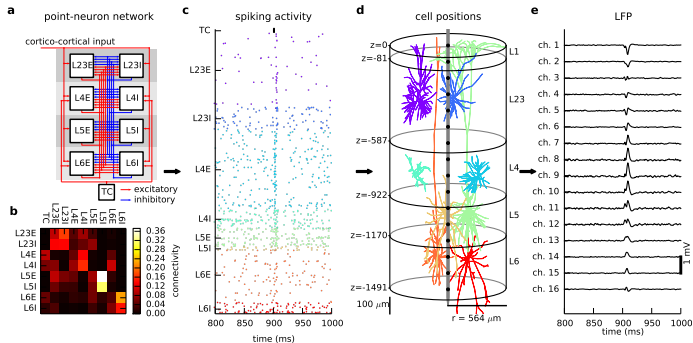 a point-neuron network
cortico-cortical input
L23E L23I
L4E L4I
L5E L5I
L6E L6I
TC
excitatory
inhibitory
b
TC L23E L23I L4E L4I L5E L5I L6E L6I
L23E
L23I
L4E
L4I
L5E
L5I
L6E
L6I
0.36
0.32
0.28
0.24
0.20
0.16
0.12
0.08
0.04
0.00
connectivity
c spiking activity
TC
L23E
L23I
L4E
L4I
L5E
L5I
L6E
L6I
800 850 900 950 1000
time (ms)
d cell positions
z=0
z=-81
z=-587
z=-922
z=-1170
z=-1491
L1
L23
L4
L5
L6
100 μm
r = 564 μm
e LFP
ch. 1
ch. 2
ch. 3
ch. 4
ch. 5
ch. 6
ch. 7
ch. 8
ch. 9
ch. 10
ch. 11
ch. 12
ch. 13
ch. 14
ch. 15
ch. 16
1 mV
800 850 900 950 1000
time (ms)